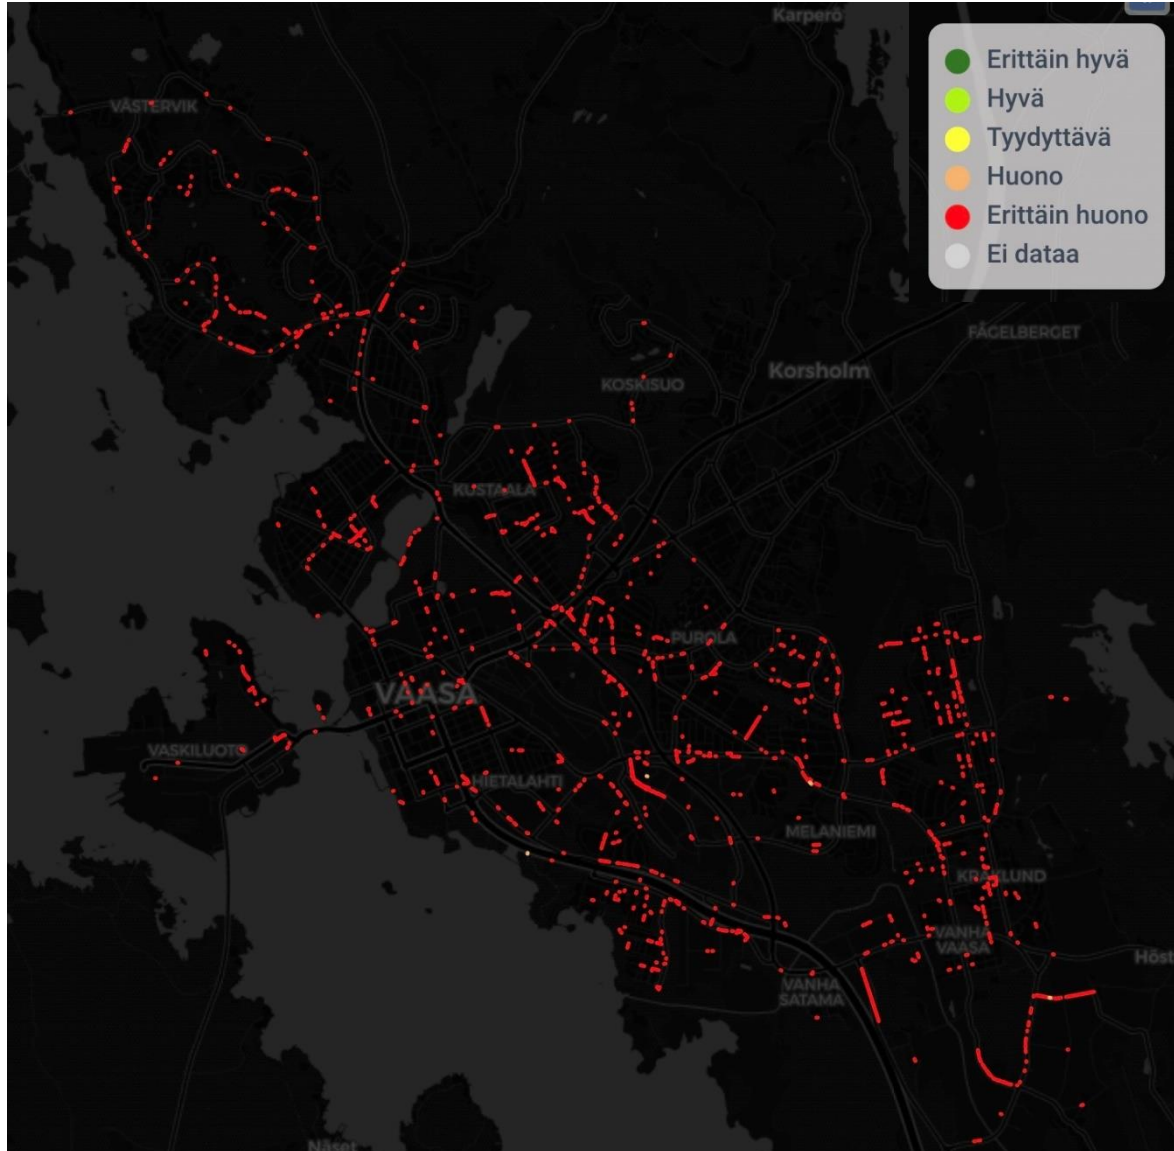 Karperö
Erittäin hyvä
Hyvä
Tyydyttävä
Huono
Erittäin huono
Ei dataa
VÄSTERVIK
FÅGELBERGET
Korsholm
KOSKISUO
KUSTAALA
PUROLA
VAASA
VASKILUOTO
HIETALAHTI
MELANIEMI
KRÅKLUND
VANHA
VAASA
Höst
VANHA
SATAMA
Näset